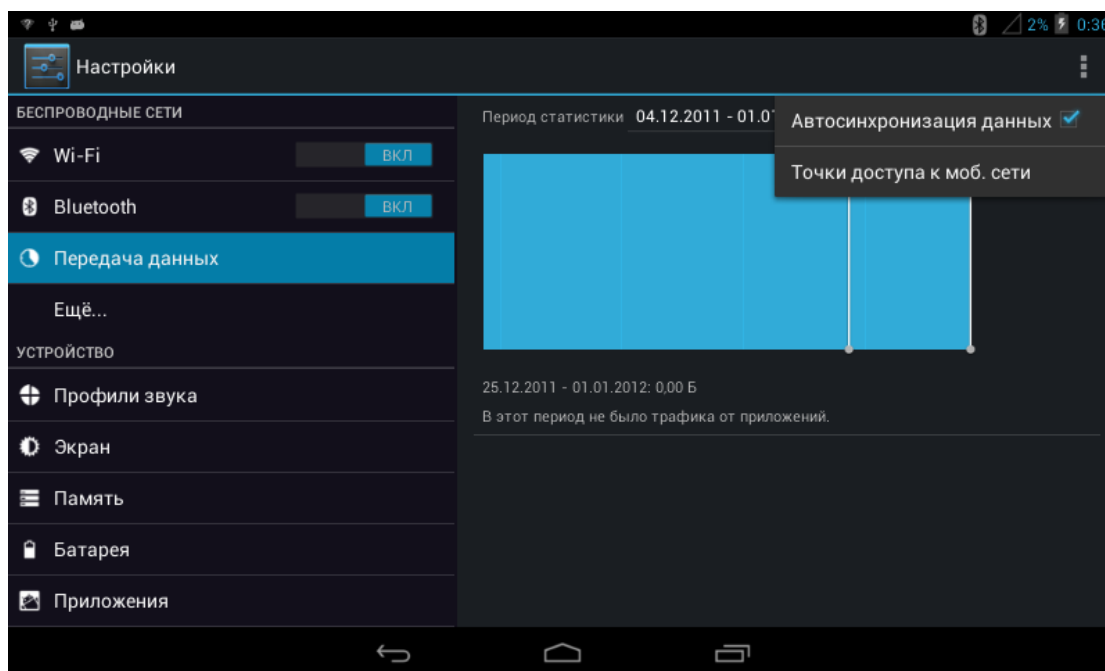 2% 0:36
Настройки
БЕСПРОВОДНЫЕ СЕТИ
Wi-Fi ВКЛ
Bluetooth ВКЛ
Передача данных
Ещё...
УСТРОЙСТВО
Профили звука
Экран
Память
Батарея
Приложения
Период статистики 04.12.2011 - 01.0
Автосинхронизация данных
Точки доступа к моб. сети
25.12.2011 - 01.01.2012: 0,00 Б
В этот период не было трафика от приложений.